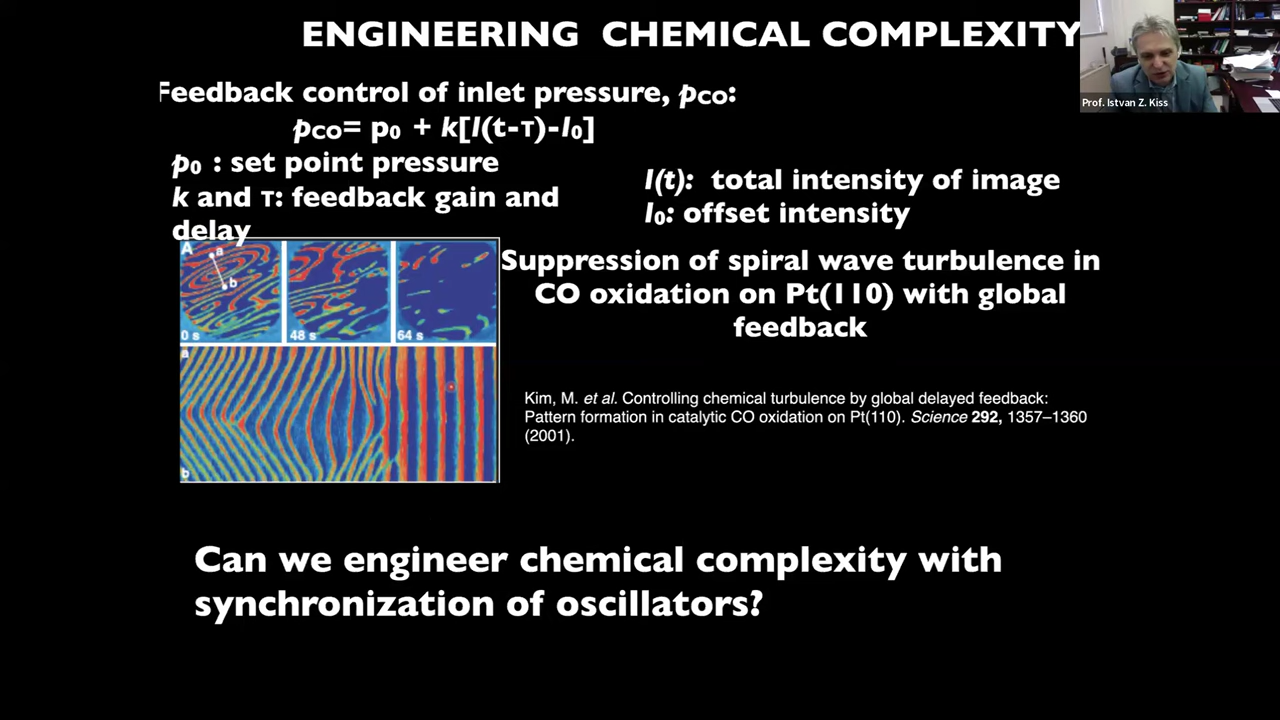 ENGINEERING CHEMICAL COMPLEXITY
Prof. Istvan Z. Kiss
Feedback control of inlet pressure, pCO:
pCO= p₀ + k[I(t-τ)-I₀]
p₀ : set point pressure
k and τ: feedback gain and
delay
I(t): total intensity of image
I₀: offset intensity
A
a
b
0 s
48 s
64 s
a
b
Suppression of spiral wave turbulence in
CO oxidation on Pt(110) with global
feedback
Kim, M. et al. Controlling chemical turbulence by global delayed feedback:
Pattern formation in catalytic CO oxidation on Pt(110). Science 292, 1357–1360
(2001).
Can we engineer chemical complexity with
synchronization of oscillators?